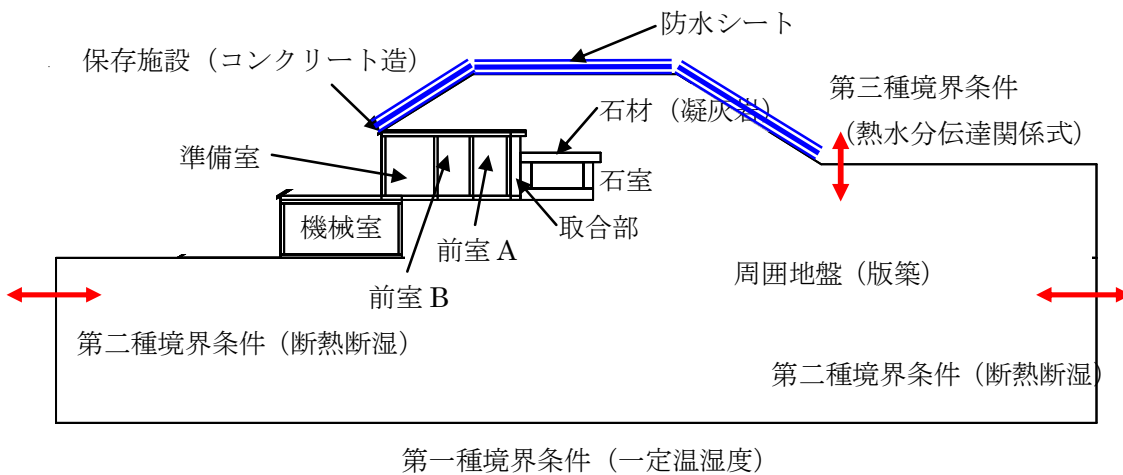 防水シート
保存施設（コンクリート造）
第三種境界条件
（熱水分伝達関係式）
石材（凝灰岩）
準備室
石室
機械室
取合部
前室 A
前室 B
周囲地盤（版築）
第二種境界条件（断熱断湿）
第二種境界条件（断熱断湿）
第一種境界条件（一定温湿度）